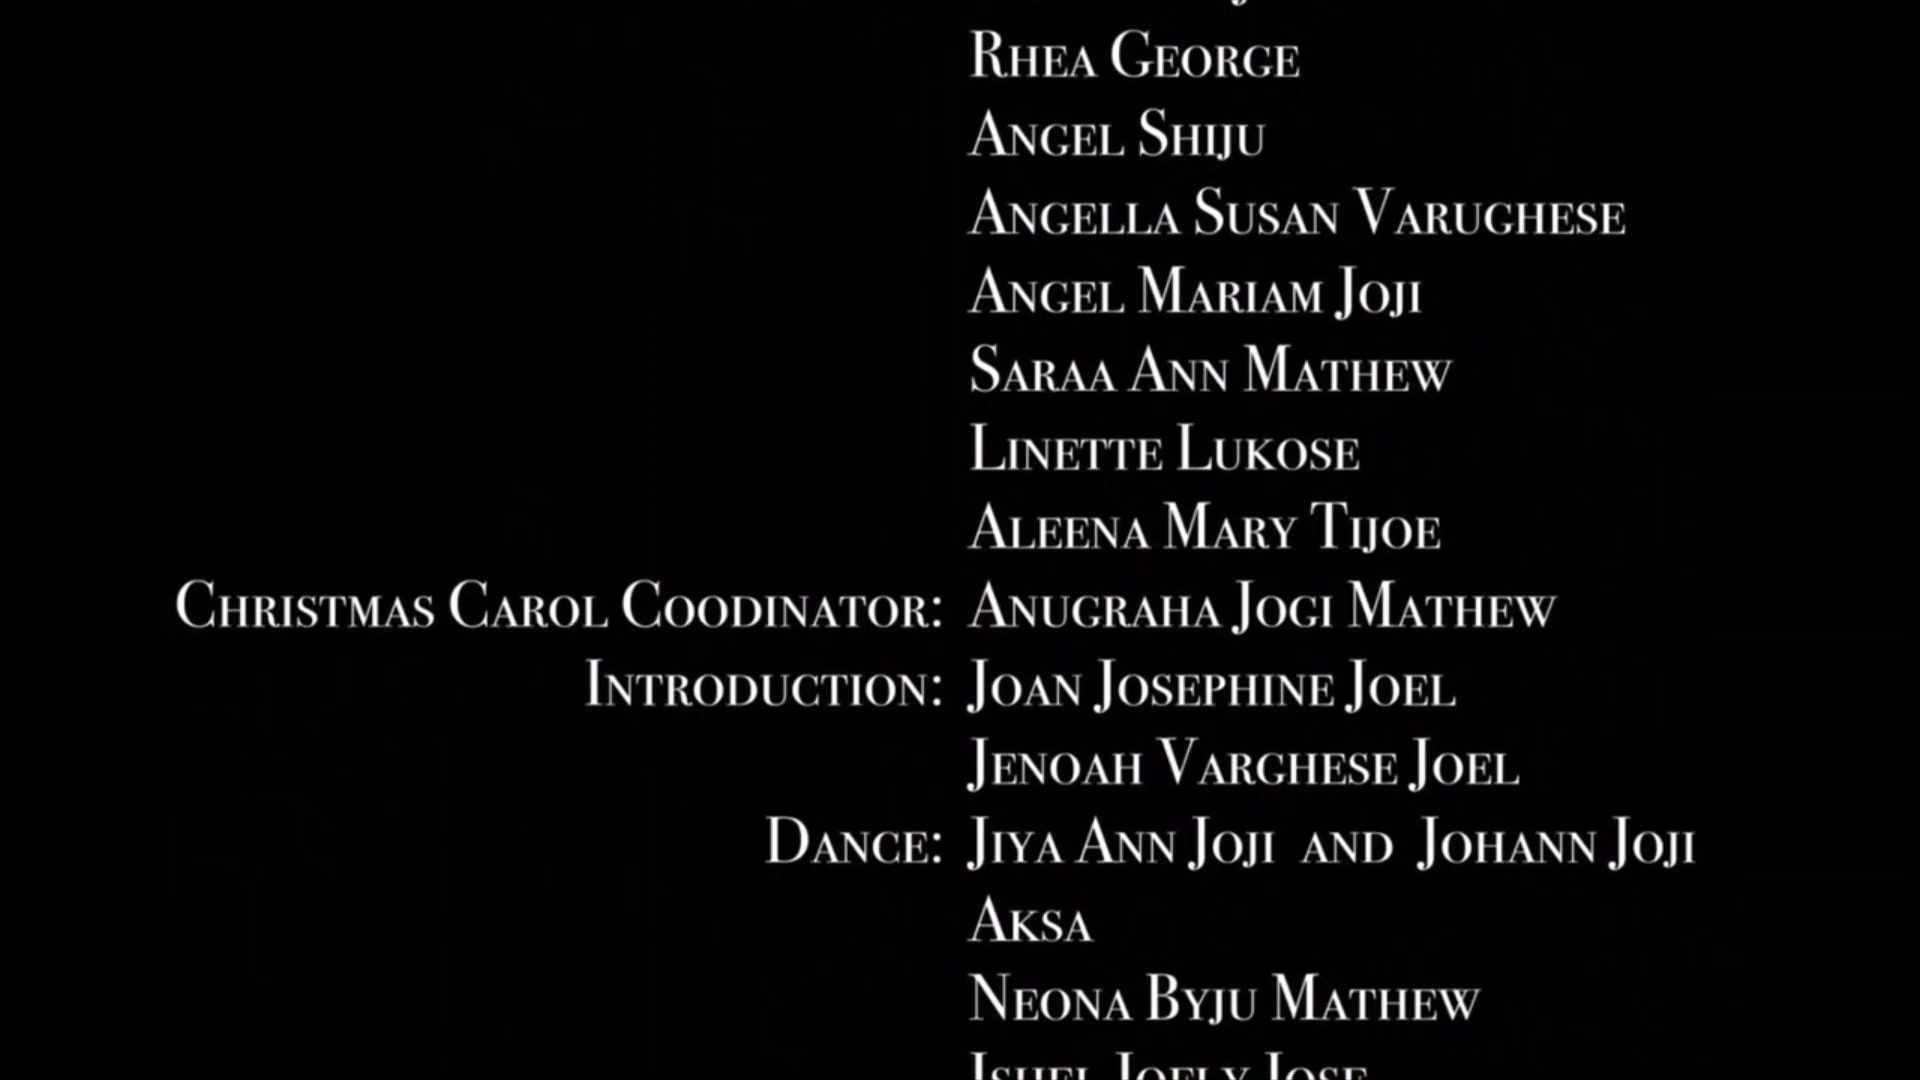 Rhea George
Angel Shiju
Angella Susan Varughese
Angel Mariam Joji
Saraa Ann Mathew
Linette Lukose
Aleena Mary Tijoe
Christmas Carol Coodinator: Anugraha Jogi Mathew
Introduction: Joan Josephine Joel
Jenoah Varghese Joel
Dance: Jiya Ann Joji and Johann Joji
Aksa
Neona Byju Mathew
Jose